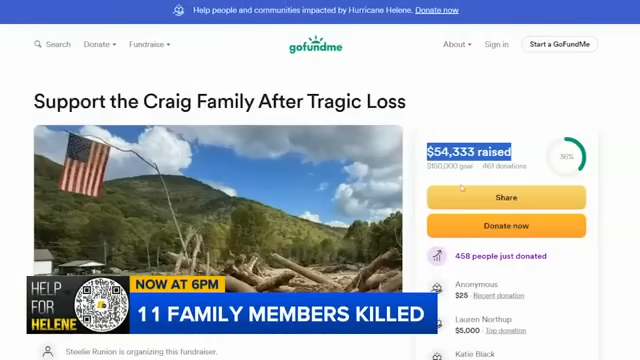 Help people and communities impacted by Hurricane Helene. Donate now
Search Donate Fundraise gofundme About Sign in Start a GoFundMe
Support the Craig Family After Tragic Loss
$54,333 raised
$150,000 goal 461 donations
36%
Share
Donate now
458 people just donated
Anonymous
$25 Recent donation
Lauren Northup
$5,000 Top donation
Katie Black
HELP
FOR
HELENE
NOW AT 6PM
11 FAMILY MEMBERS KILLED
Steelie Runion is organizing this fundraiser.